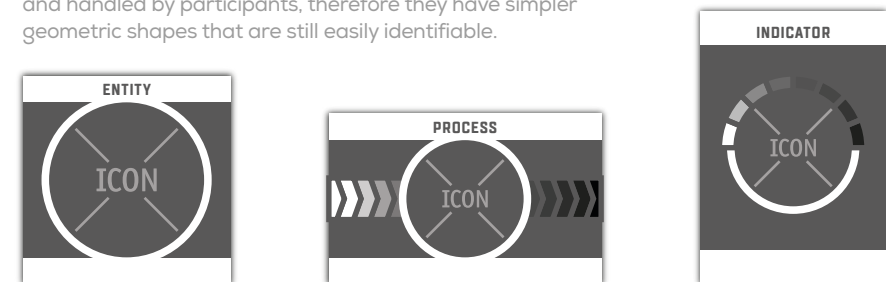 and handled by participants, therefore they have simpler
geometric shapes that are still easily identifiable.
INDICATOR
ENTITY
PROCESS
ICON
ICON
ICON